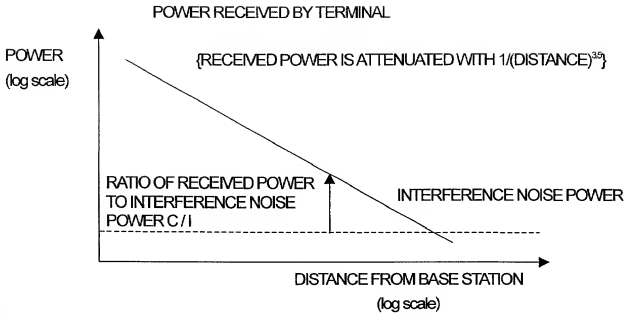 POWER RECEIVED BY TERMINAL
POWER
(log scale)
{RECEIVED POWER IS ATTENUATED WITH 1/(DISTANCE)^3.5}
RATIO OF RECEIVED POWER
TO INTERFERENCE NOISE
POWER C / I
INTERFERENCE NOISE POWER
DISTANCE FROM BASE STATION
(log scale)